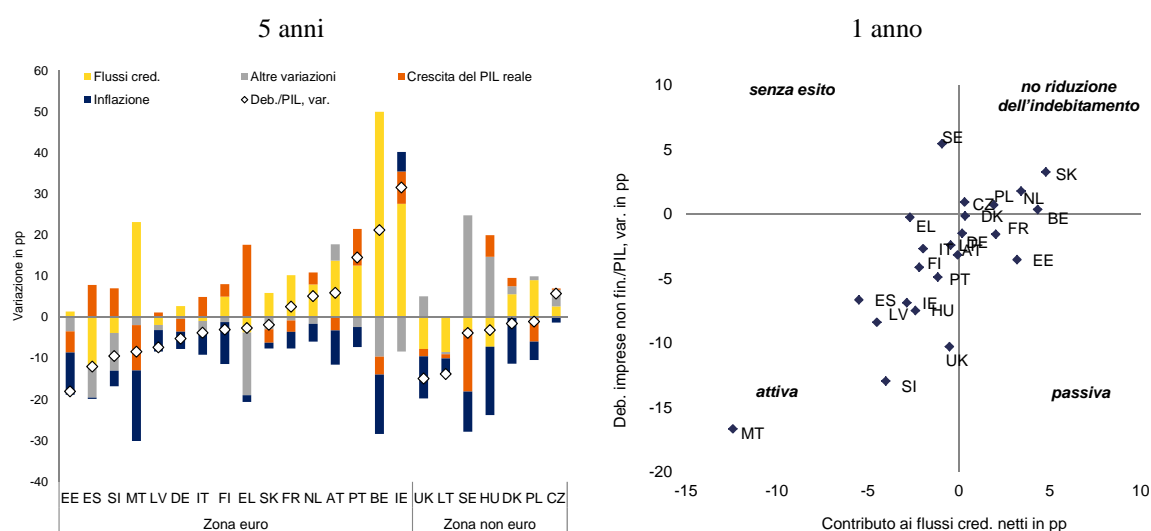 5 anni
Flussi cred.
Altre variazioni
Crescita del PIL reale
Inflazione
Deb./PIL, var.
Variazione in pp
60
50
40
30
20
10
0
-10
-20
-30
-40
EE ES SI MT LV DE IT FI EL SK FR NL AT PT BE IE UK LT SE HU DK PL CZ
Zona euro
Zona non euro
1 anno
Deb. imprese non fin./PIL, var. in pp
10
5
0
-5
-10
-15
-20
senza esito
no riduzione
dell'indebitamento
SE
SK
PL
NL
CZ
DK
BE
EL
FR
DE
IT
LT
AT
EE
FI
PT
ES
IE
LV
HU
UK
SI
attiva
passiva
MT
-15 -10 -5 0 5 10
Contributo ai flussi cred. netti in pp